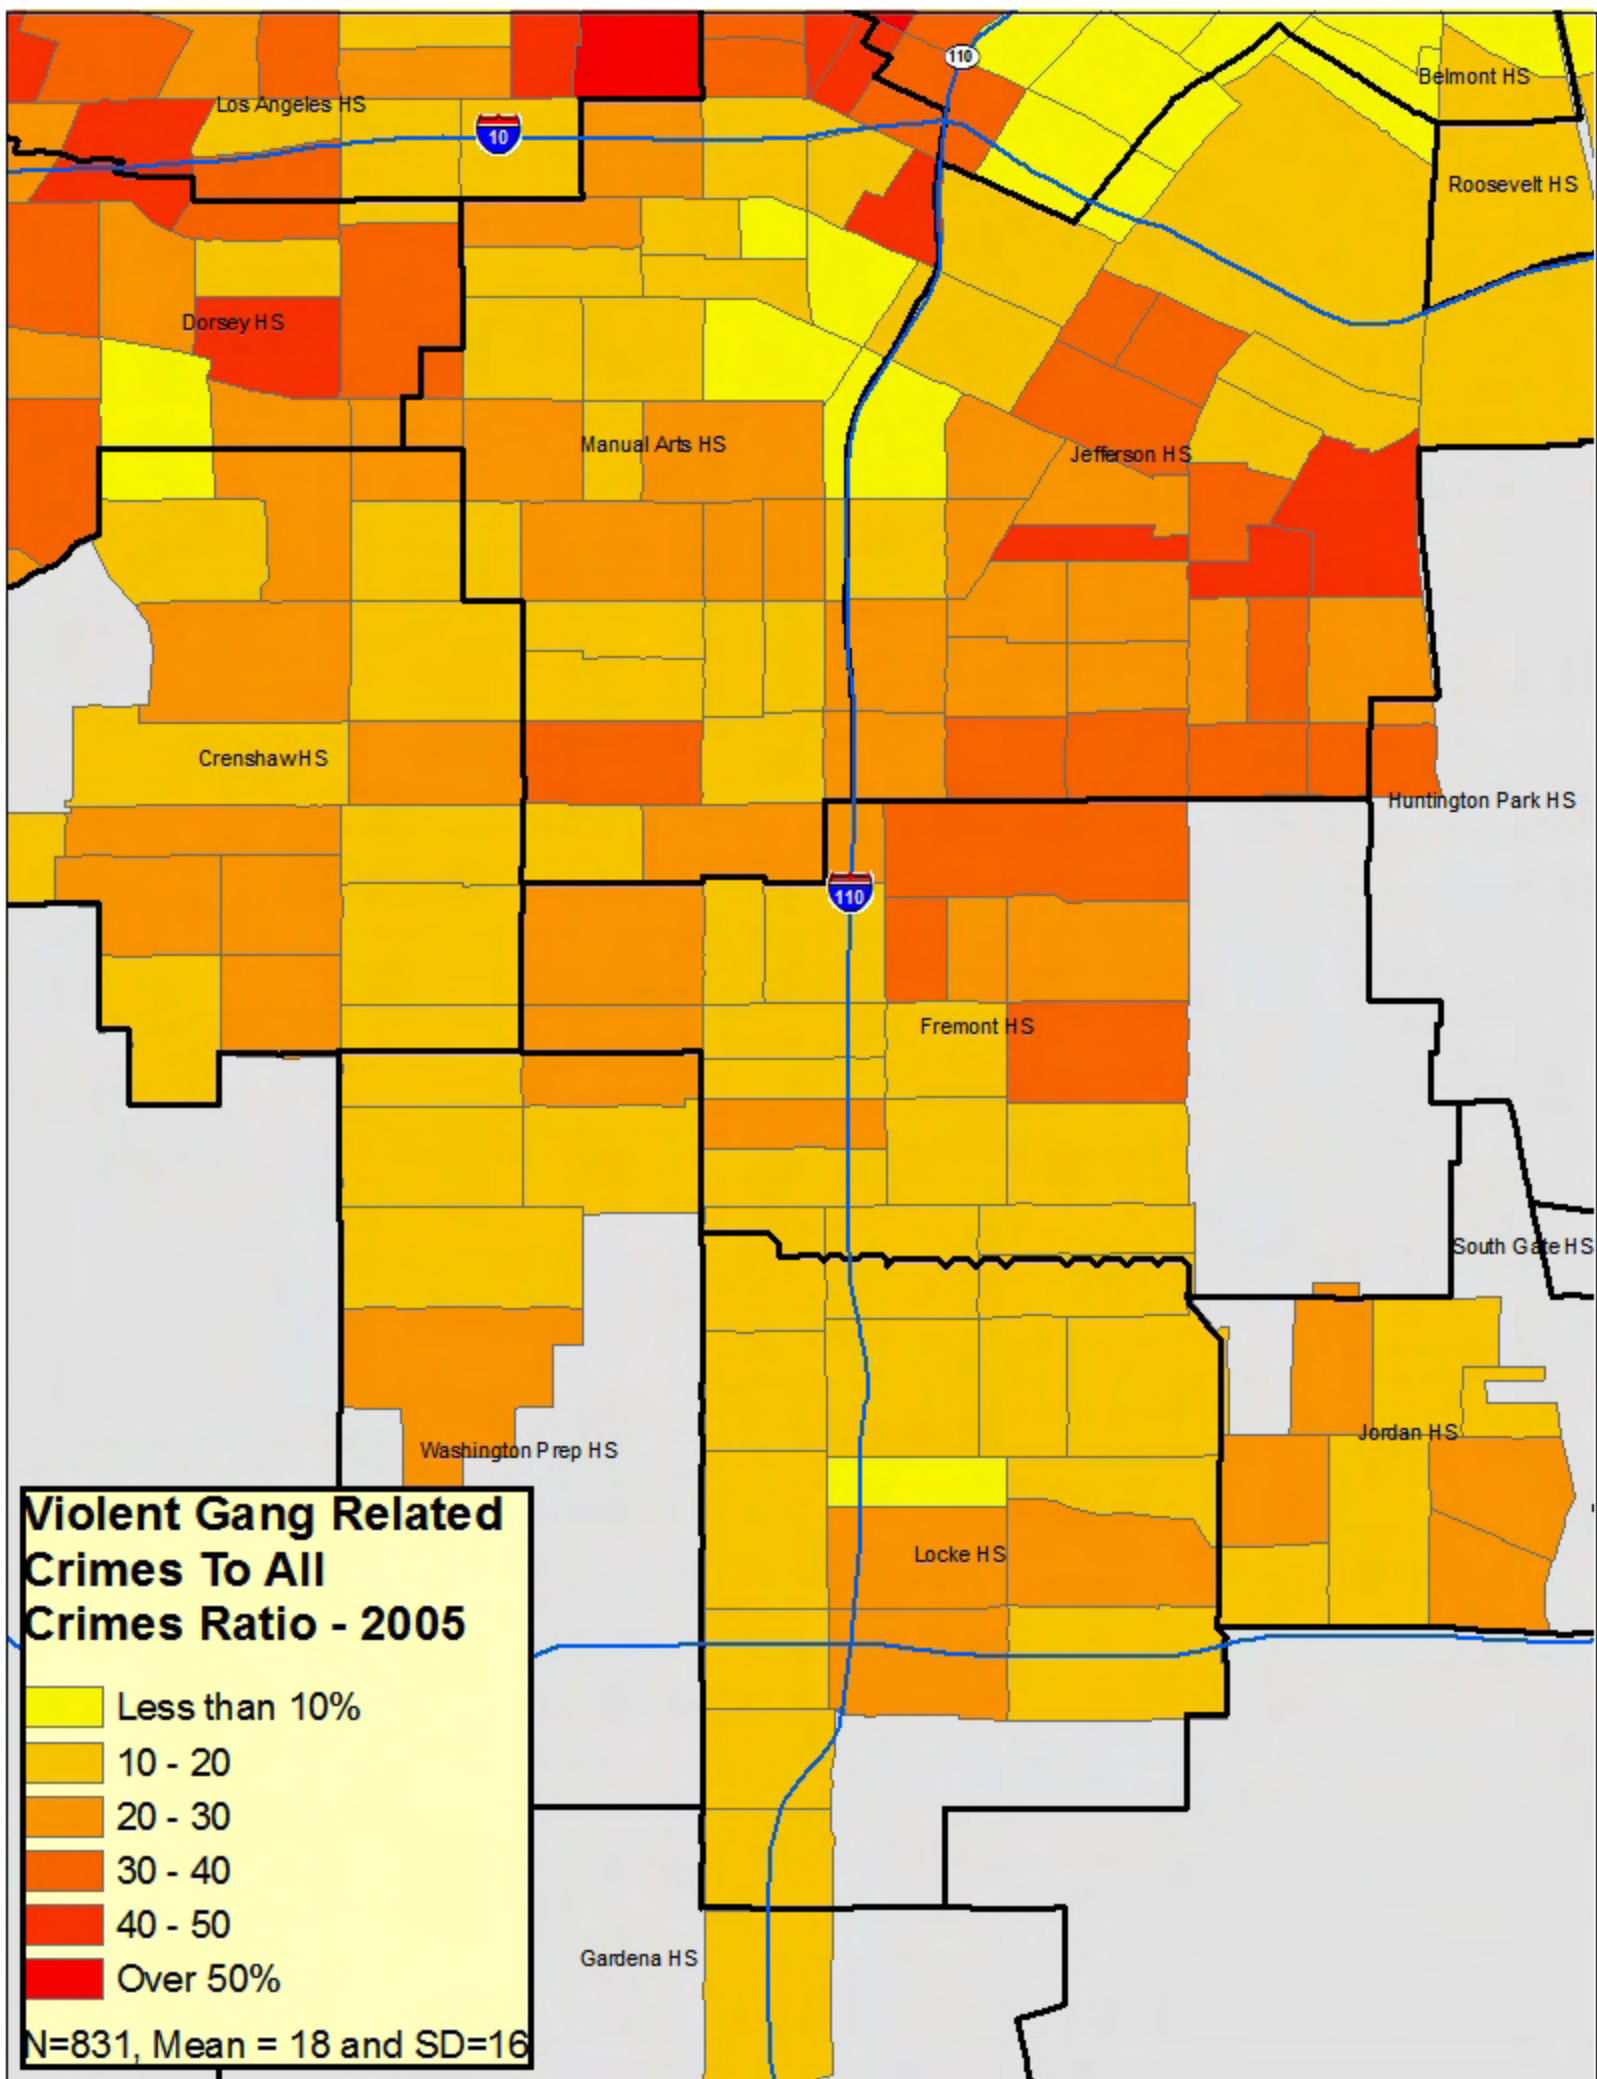 110
Belmont HS
Los Angeles HS
10
Roosevelt HS
Dorsey HS
Manual Arts HS
Jefferson HS
Crenshaw HS
Huntington Park HS
110
Fremont HS
South Gate HS
Jordan HS
Washington Prep HS
Locke HS
Gardena HS
Violent Gang Related
Crimes To All
Crimes Ratio - 2005
Less than 10%
10 - 20
20 - 30
30 - 40
40 - 50
Over 50%
N=831, Mean = 18 and SD=16